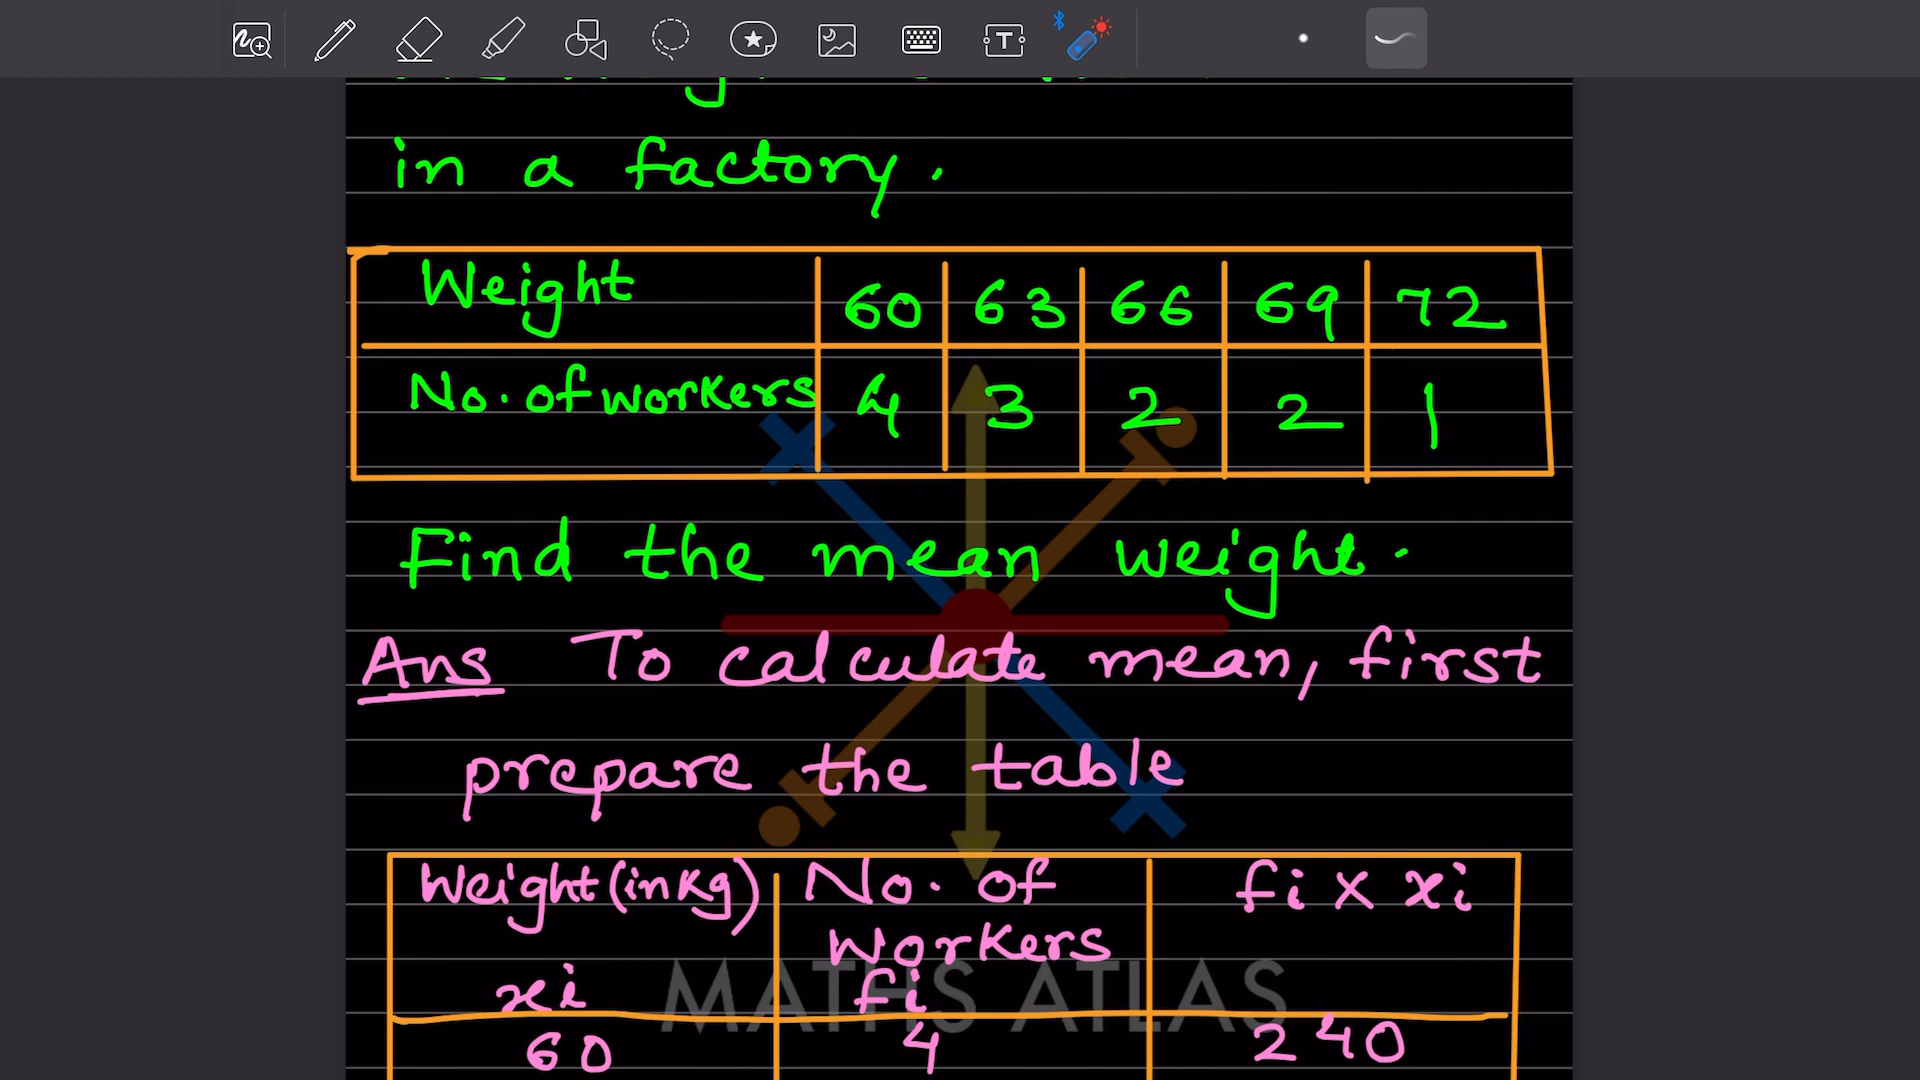 in a factory.
Weight 60 63 66 69 72
No. of workers 4 3 2 2 1
Find the mean weight.
Ans To calculate mean, first
prepare the table
Weight (in Kg) No. of fi x xi
Workers
xi fi
60 4 240
MATHS ATLAS
T